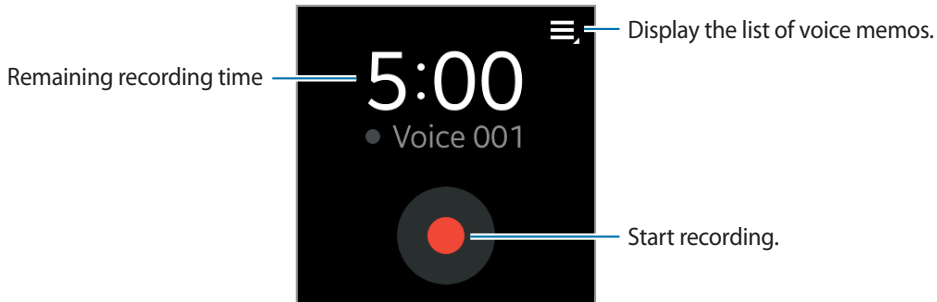 Display the list of voice memos.
Remaining recording time
5:00
Voice 001
Start recording.